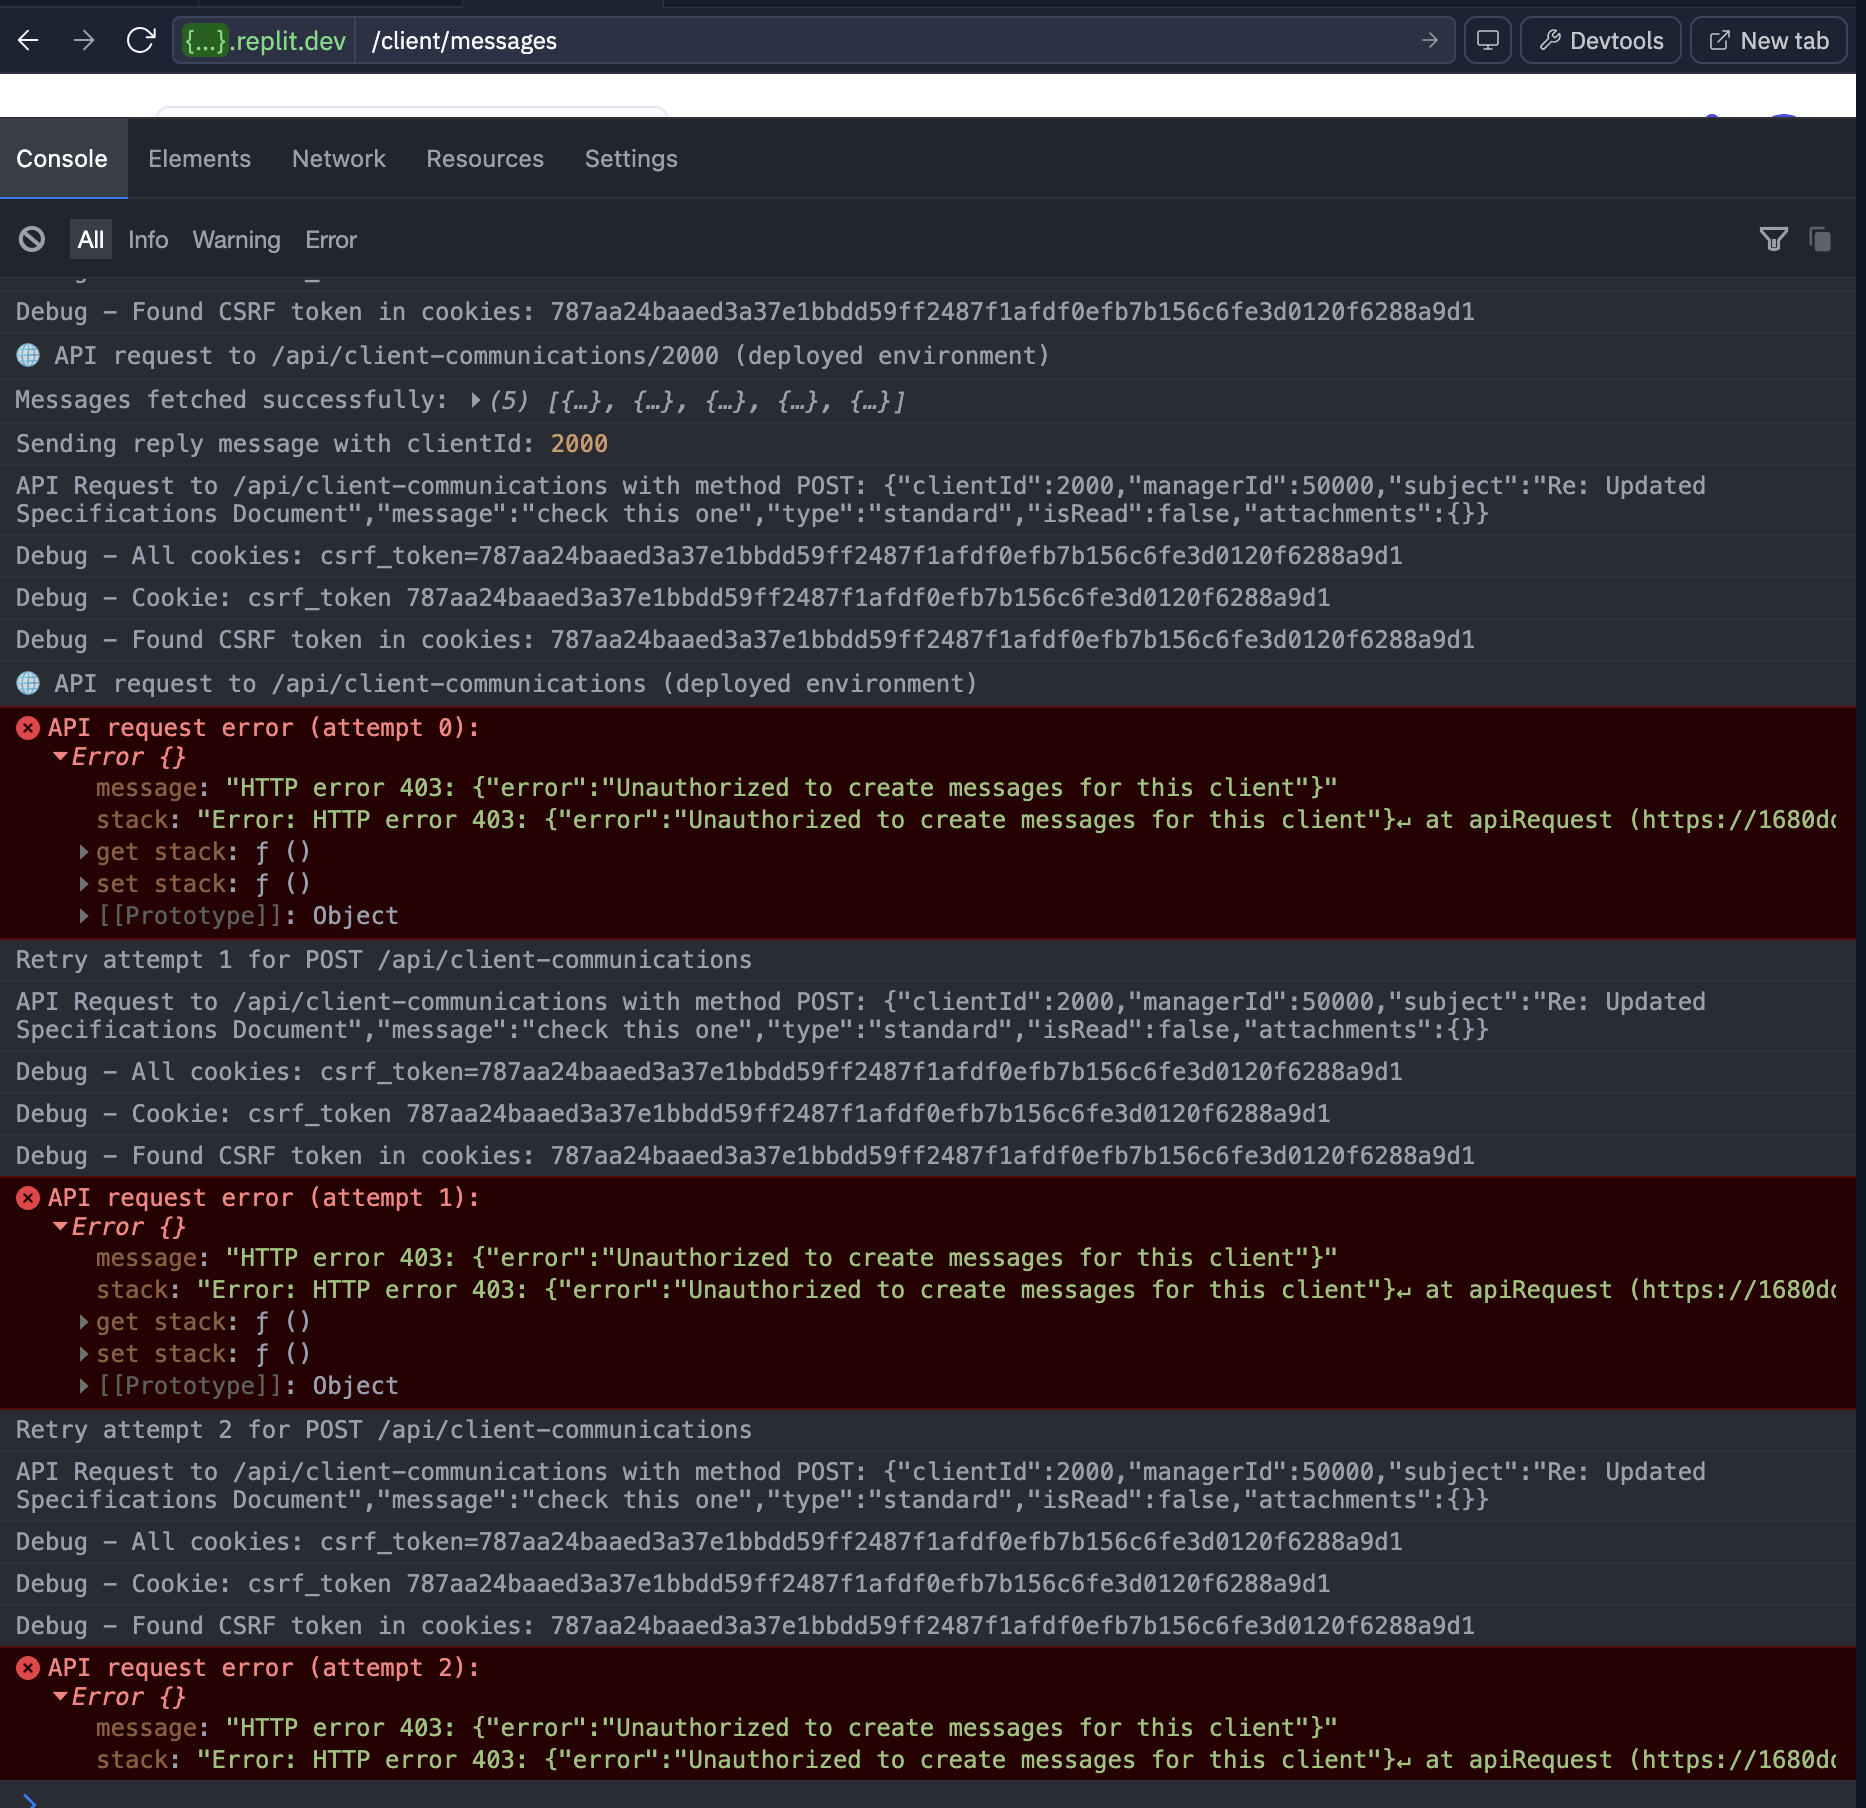 {...}.replit.dev /client/messages Devtools New tab
Console Elements Network Resources Settings
All Info Warning Error
Debug – Found CSRF token in cookies: 787aa24baaed3a37e1bbdd59ff2487f1afdf0efb7b156c6fe3d0120f6288a9d1
🌐 API request to /api/client-communications/2000 (deployed environment)
Messages fetched successfully: ▶(5) [{…}, {…}, {…}, {…}, {…}]
Sending reply message with clientId: 2000
API Request to /api/client-communications with method POST: {"clientId":2000,"managerId":50000,"subject":"Re: Updated
Specifications Document","message":"check this one","type":"standard","isRead":false,"attachments":{}}
Debug – All cookies: csrf_token=787aa24baaed3a37e1bbdd59ff2487f1afdf0efb7b156c6fe3d0120f6288a9d1
Debug – Cookie: csrf_token 787aa24baaed3a37e1bbdd59ff2487f1afdf0efb7b156c6fe3d0120f6288a9d1
Debug – Found CSRF token in cookies: 787aa24baaed3a37e1bbdd59ff2487f1afdf0efb7b156c6fe3d0120f6288a9d1
🌐 API request to /api/client-communications (deployed environment)
API request error (attempt 0):
▼Error {}
message: "HTTP error 403: {"error":"Unauthorized to create messages for this client"}"
stack: "Error: HTTP error 403: {"error":"Unauthorized to create messages for this client"}↵ at apiRequest (https://1680dc
▶get stack: ƒ ()
▶set stack: ƒ ()
▶[[Prototype]]: Object
Retry attempt 1 for POST /api/client-communications
API Request to /api/client-communications with method POST: {"clientId":2000,"managerId":50000,"subject":"Re: Updated
Specifications Document","message":"check this one","type":"standard","isRead":false,"attachments":{}}
Debug – All cookies: csrf_token=787aa24baaed3a37e1bbdd59ff2487f1afdf0efb7b156c6fe3d0120f6288a9d1
Debug – Cookie: csrf_token 787aa24baaed3a37e1bbdd59ff2487f1afdf0efb7b156c6fe3d0120f6288a9d1
Debug – Found CSRF token in cookies: 787aa24baaed3a37e1bbdd59ff2487f1afdf0efb7b156c6fe3d0120f6288a9d1
API request error (attempt 1):
▼Error {}
message: "HTTP error 403: {"error":"Unauthorized to create messages for this client"}"
stack: "Error: HTTP error 403: {"error":"Unauthorized to create messages for this client"}↵ at apiRequest (https://1680dc
▶get stack: ƒ ()
▶set stack: ƒ ()
▶[[Prototype]]: Object
Retry attempt 2 for POST /api/client-communications
API Request to /api/client-communications with method POST: {"clientId":2000,"managerId":50000,"subject":"Re: Updated
Specifications Document","message":"check this one","type":"standard","isRead":false,"attachments":{}}
Debug – All cookies: csrf_token=787aa24baaed3a37e1bbdd59ff2487f1afdf0efb7b156c6fe3d0120f6288a9d1
Debug – Cookie: csrf_token 787aa24baaed3a37e1bbdd59ff2487f1afdf0efb7b156c6fe3d0120f6288a9d1
Debug – Found CSRF token in cookies: 787aa24baaed3a37e1bbdd59ff2487f1afdf0efb7b156c6fe3d0120f6288a9d1
API request error (attempt 2):
▼Error {}
message: "HTTP error 403: {"error":"Unauthorized to create messages for this client"}"
stack: "Error: HTTP error 403: {"error":"Unauthorized to create messages for this client"}↵ at apiRequest (https://1680dc